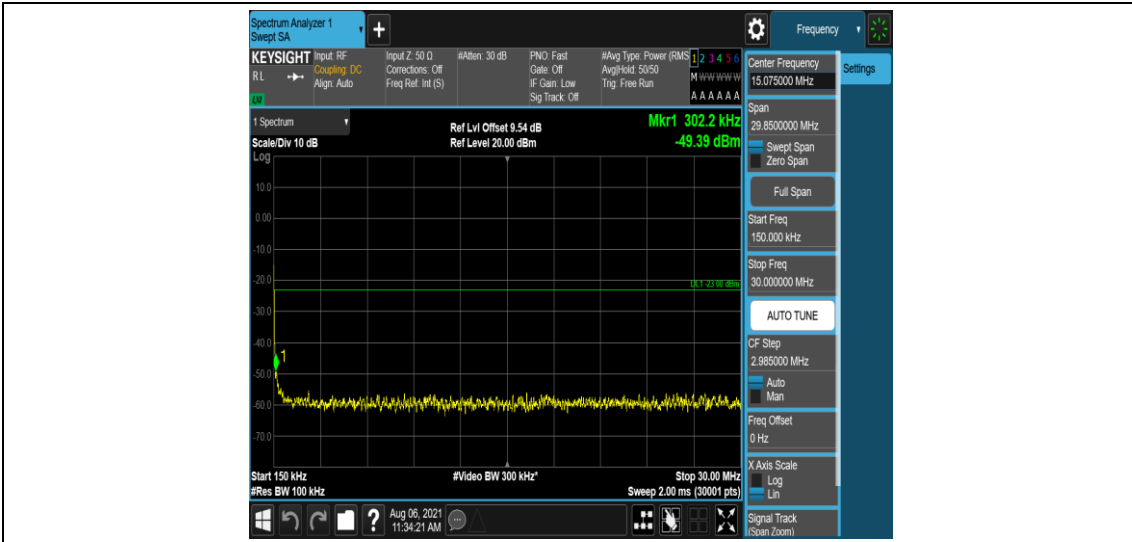 Spectrum Analyzer 1
Swept SA
Frequency
KEYSIGHT
RL
LXI
Input: RF
Coupling: DC
Align: Auto
Input Z: 50 Ω
Corrections: Off
Freq Ref: Int (S)
#Atten: 30 dB
PNO: Fast
Gate: Off
IF Gain: Low
Sig Track: Off
#Avg Type: Power (RMS
Avg|Hold: 50/50
Trig: Free Run
1 2 3 4 5 6
M W W W W W
A A A A A A
1 Spectrum
Scale/Div 10 dB
Log
Ref Lvl Offset 9.54 dB
Ref Level 20.00 dBm
Mkr1 302.2 kHz
-49.39 dBm
10.0
0.00
-10.0
-20.0
DL1 -23.00 dBm
-30.0
-40.0
1
-50.0
-60.0
-70.0
Start 150 kHz
#Res BW 100 kHz
#Video BW 300 kHz*
Stop 30.00 MHz
Sweep 2.00 ms (30001 pts)
Aug 06, 2021
11:34:21 AM
Center Frequency
15.075000 MHz
Settings
Span
29.8500000 MHz
Swept Span
Zero Span
Full Span
Start Freq
150.000 kHz
Stop Freq
30.000000 MHz
AUTO TUNE
CF Step
2.985000 MHz
Auto
Man
Freq Offset
0 Hz
X Axis Scale
Log
Lin
Signal Track
(Span Zoom)